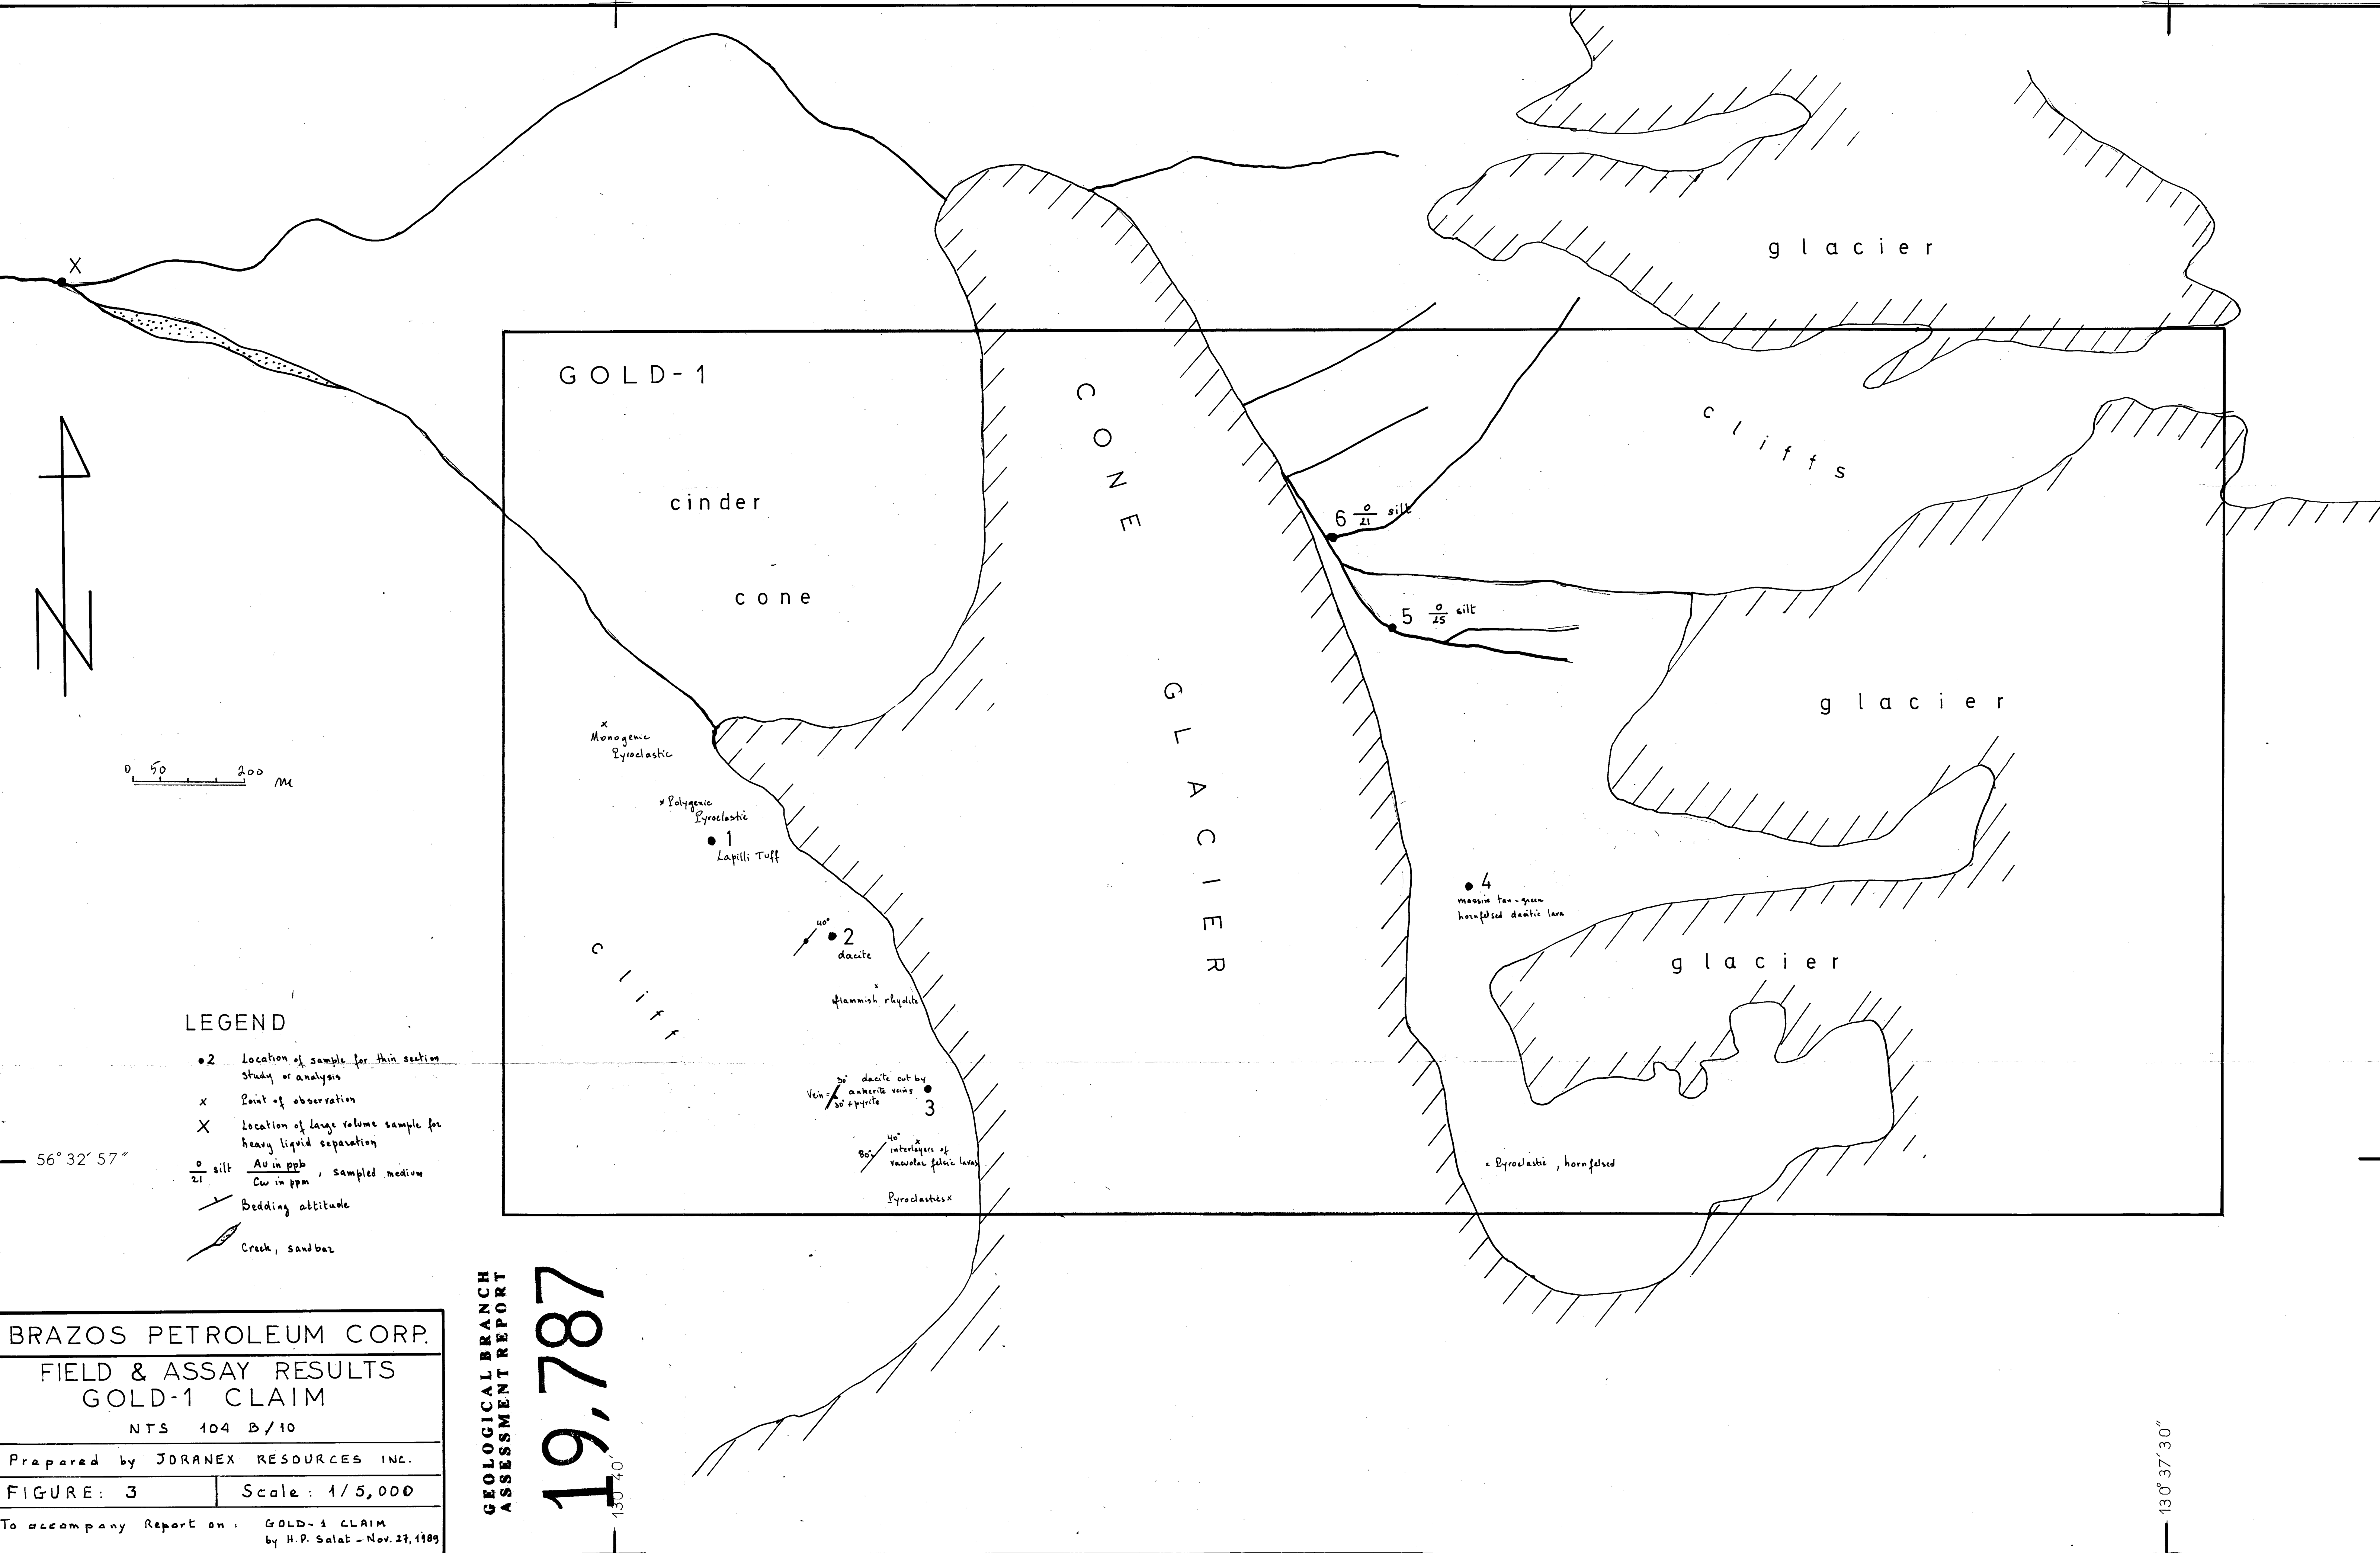 X
glacier
GOLD-1
CONE GLACIER
cliffs
cinder
cone
6 0/21 silt
5 0/25 silt
glacier
N
x
Monogenic
Pyroclastic
0 50 200 m
x Polygenic
Pyroclastic
1
Lapilli Tuff
4
massive tan-green
hornfelsed dacitic lava
40°
2
dacite
cliff
glacier
x
flammish rhyolite
LEGEND
•2 Location of sample for thin section
study or analysis
x Point of observation
X Location of Large volume sample for
heavy liquid separation
0/21 silt Au in ppb / Cu in ppm , sampled medium
Bedding attitude
Creek, sandbar
30° dacite cut by
Vein = ankerite veins
30° + pyrite
3
40° x
80° interlayers of
vacuolar felsic lavas
Pyroclastics x
x Pyroclastic, hornfelsed
56° 32' 57"
BRAZOS PETROLEUM CORP.
FIELD & ASSAY RESULTS
GOLD-1 CLAIM
NTS 104 B/10
Prepared by JORANEX RESOURCES INC.
FIGURE: 3 Scale: 1/5,000
To accompany Report on: GOLD-1 CLAIM
by H.P. Salat - Nov. 27, 1989
GEOLOGICAL BRANCH
ASSESSMENT REPORT
19,787
130° 40'
130° 37' 30"